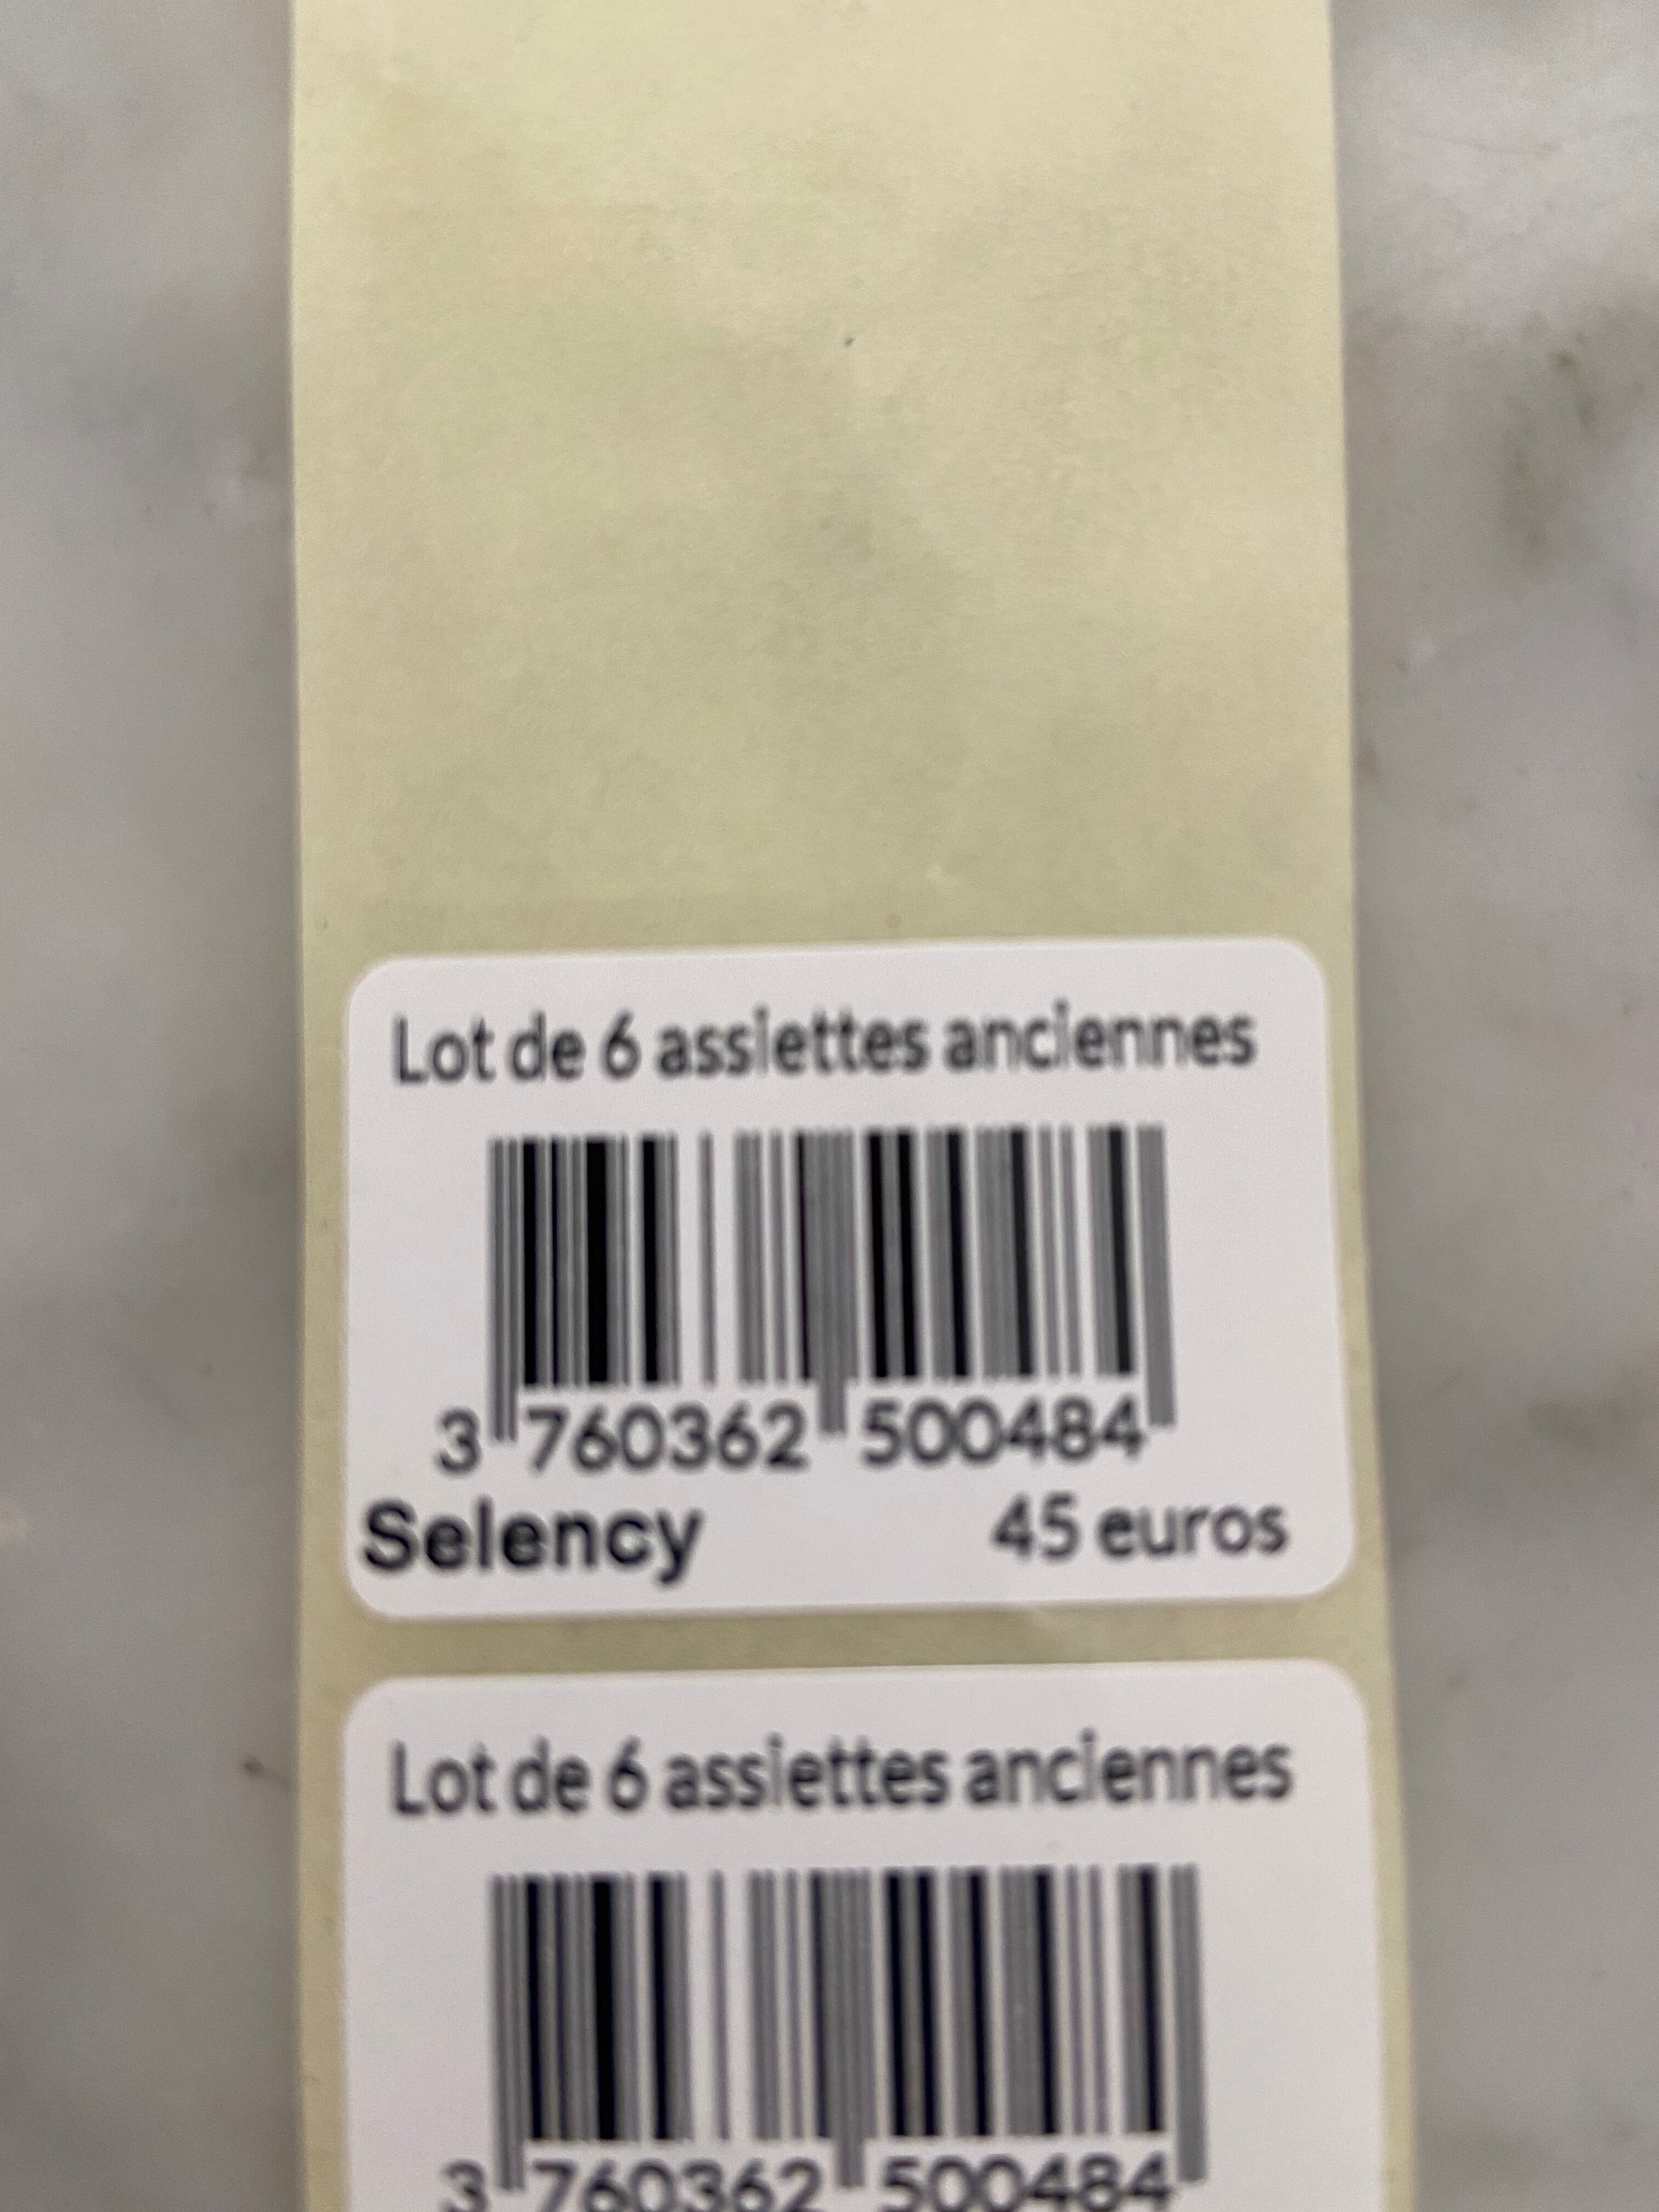 Lot de 6 assiettes anciennes
3 760362 500484
Selency 45 euros
Lot de 6 assiettes anciennes
3 760362 500484